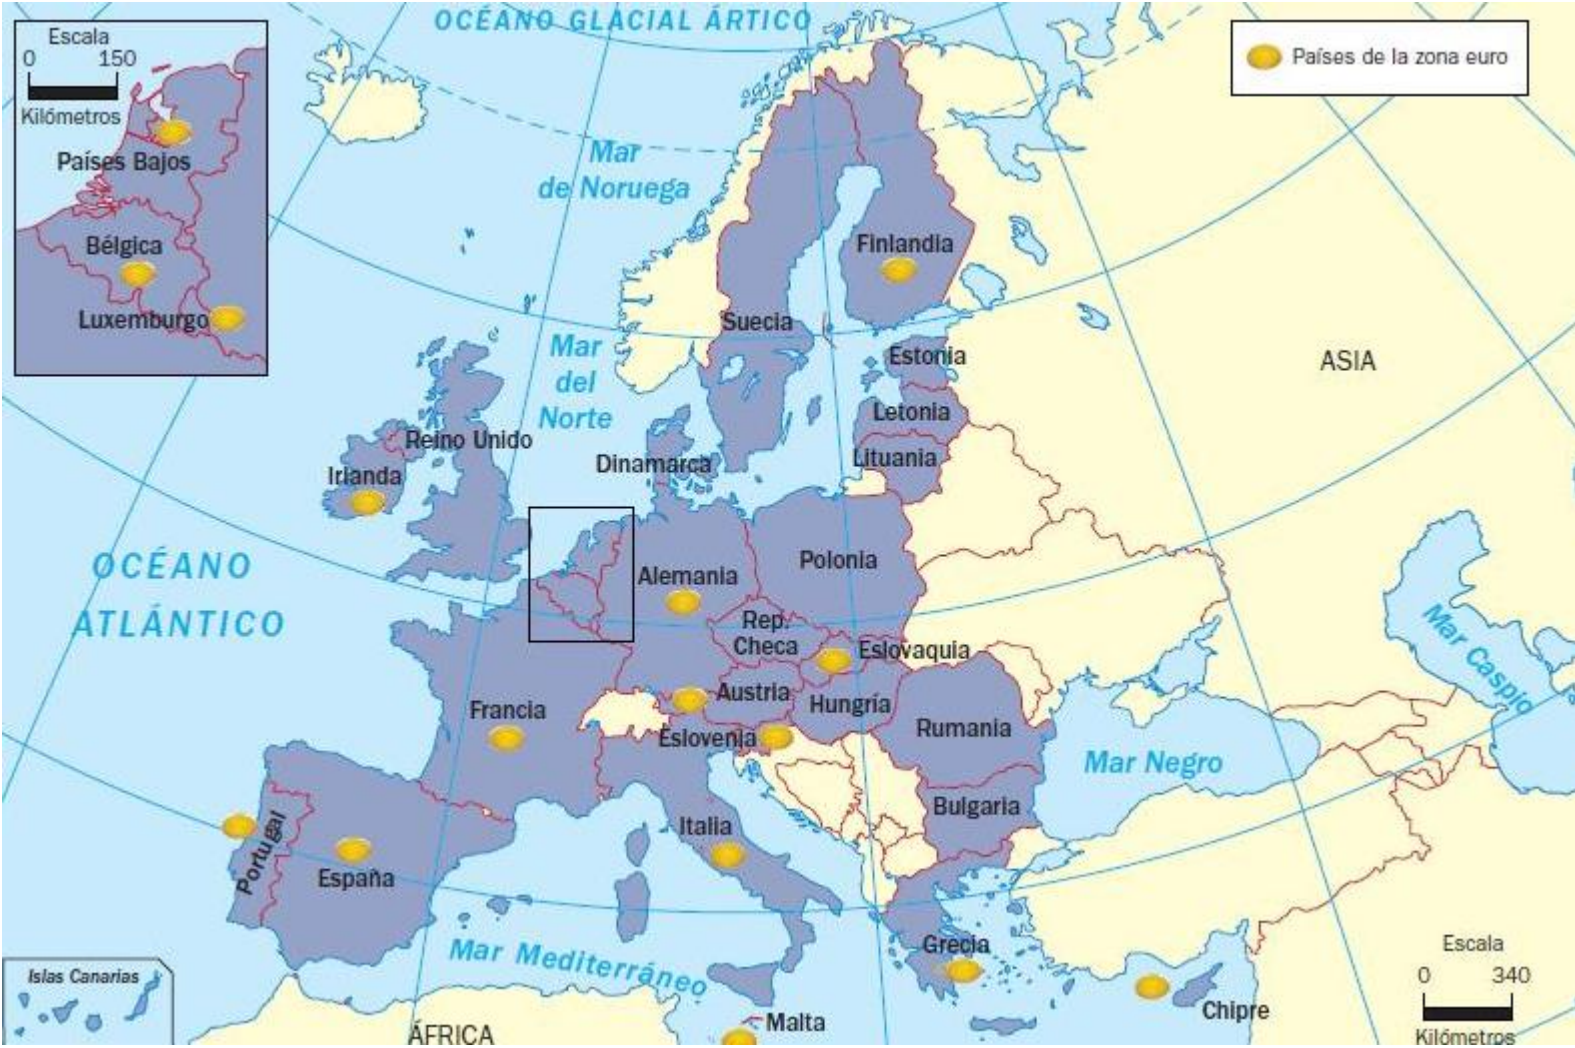 OCÉANO GLACIAL ÁRTICO
Escala
0 150
Kilómetros
Países Bajos
Bélgica
Luxemburgo
Países de la zona euro
Mar
de Noruega
Finlandia
Suecia
Mar
del
Norte
Estonia
Letonia
Lituania
ASIA
Reino Unido
Irlanda
Dinamarca
OCÉANO
ATLÁNTICO
Alemania
Polonia
Rep.
Checa
Eslovaquia
Austria
Hungría
Francia
Eslovenia
Rumania
Mar Caspio
Mar Negro
Bulgaria
Italia
Portugal
España
Grecia
Mar Mediterráneo
Islas Canarias
Chipre
Malta
ÁFRICA
Escala
0 340
Kilómetros